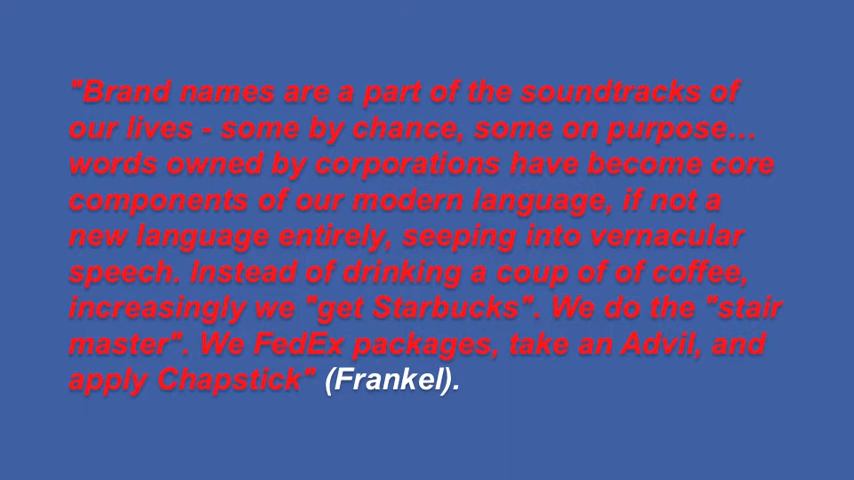 "Brand names are a part of the soundtracks of
our lives - some by chance, some on purpose...
words owned by corporations have become core
components of our modern language, if not a
new language entirely, seeping into vernacular
speech. Instead of drinking a coup of of coffee,
increasingly we "get Starbucks". We do the "stair
master". We FedEx packages, take an Advil, and
apply Chapstick" (Frankel).